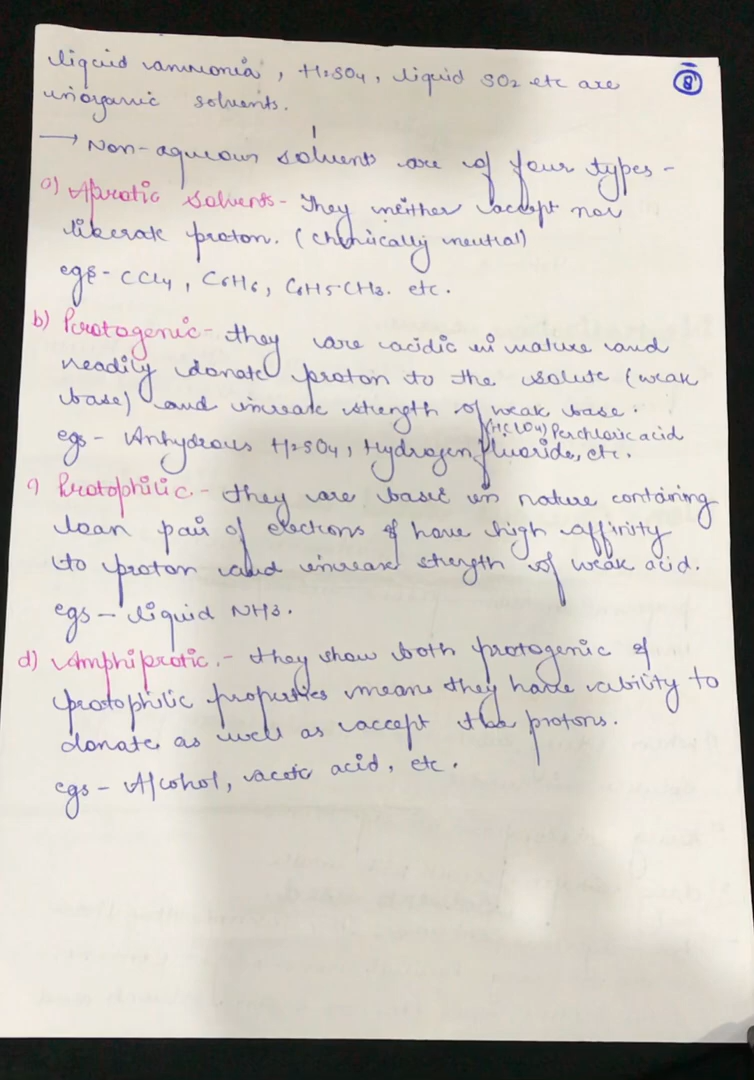 liquid ammonia, H2SO4, liquid SO2 etc are
8
inorganic solvents.
→ Non-aqueous solvents are of four types -
a) Aprotic solvents - They neither accept nor
liberate proton. (chemically neutral)
egs - CCl4, C6H6, C6H5-CH3. etc.
b) Protogenic - they are acidic in nature and
readily donate proton to the solute (weak
base) and increase strength of weak base.
(HClO4) Perchloric acid
egs - Anhydrous H2SO4, Hydrogen fluoride, etc.
c) Protophilic. - they are basic in nature containing
loan pair of electrons & have high affinity
to proton and increase strength of weak acid.
egs - liquid NH3.
d) Amphiprotic. - they show both protogenic &
protophilic properties means they have ability to
donate as well as accept the protons.
egs - Alcohol, acetic acid, etc.